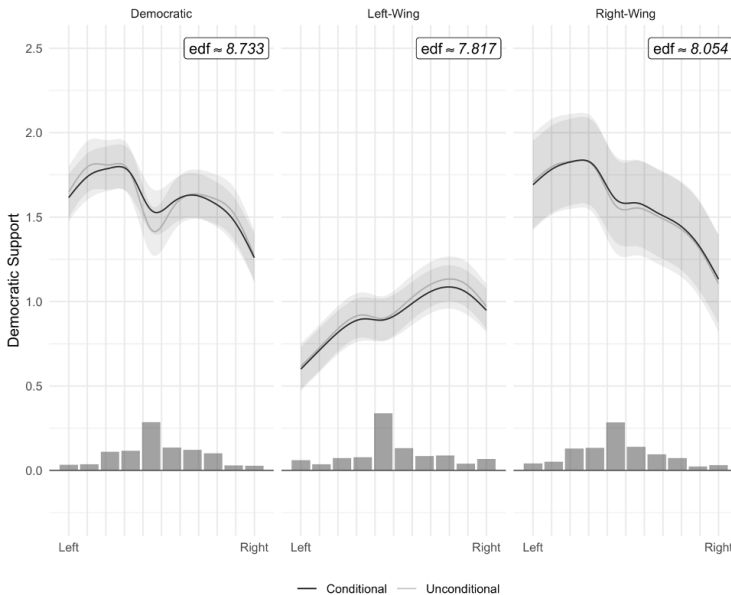 Democratic
Left-Wing
Right-Wing
edf ≈ 8.733
edf ≈ 7.817
edf ≈ 8.054
Democratic Support
2.5
2.0
1.5
1.0
0.5
0.0
Left
Right
Left
Right
Left
Right
Conditional
Unconditional